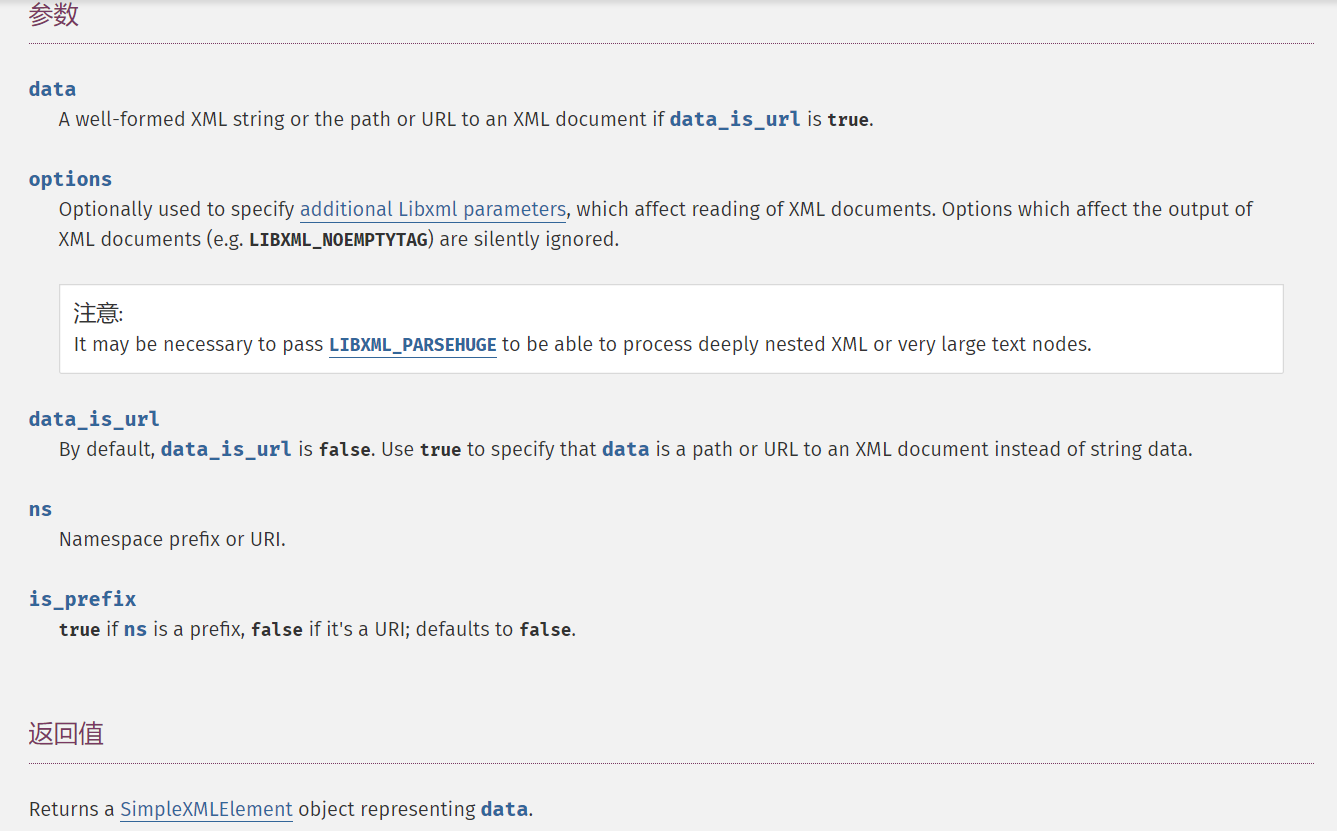 参数
data
A well-formed XML string or the path or URL to an XML document if data_is_url is true.
options
Optionally used to specify additional Libxml parameters, which affect reading of XML documents. Options which affect the output of
XML documents (e.g. LIBXML_NOEMPTYTAG) are silently ignored.
注意:
It may be necessary to pass LIBXML_PARSEHUGE to be able to process deeply nested XML or very large text nodes.
data_is_url
By default, data_is_url is false. Use true to specify that data is a path or URL to an XML document instead of string data.
ns
Namespace prefix or URI.
is_prefix
true if ns is a prefix, false if it's a URI; defaults to false.
返回值
Returns a SimpleXMLElement object representing data.